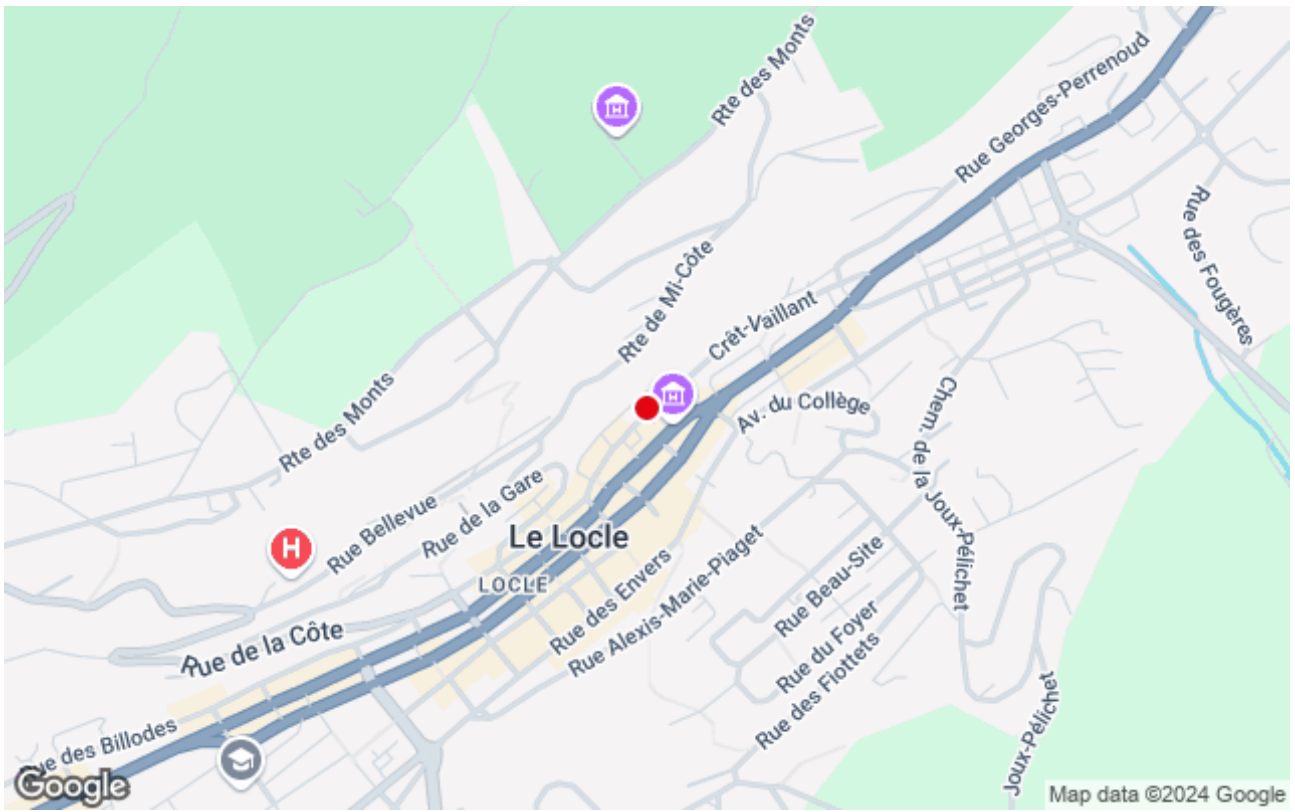 Rte des Monts
Rue Georges-Perrenoud
Rue des Fougères
Rte de Mi-Côte
Crêt-Vaillant
Rte des Monts
Av. du Collège
Chem. de la Joux-Pélichet
Rue de la Gare
Rue Bellevue
H
Le Locle
LOCLE
Rue des Envers
Rue Alexis-Marie-Piaget
Rue Beau-Site
Rue du Foyer
Rue des Fiottets
Rue de la Côte
Joux-Pélichet
Rue des Billodes
Google
Map data ©2024 Google